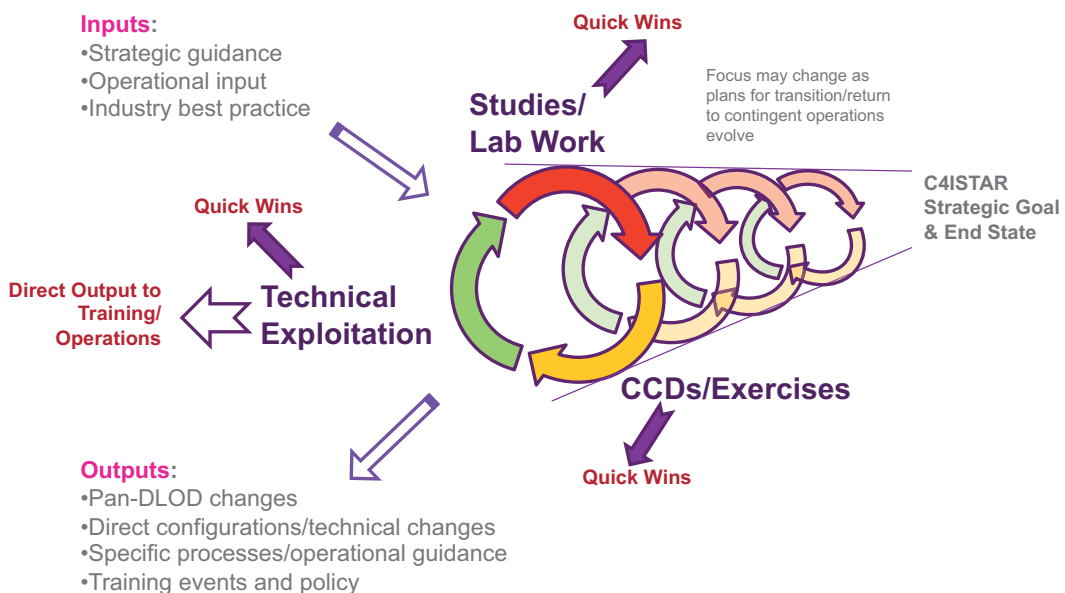 Inputs:
•Strategic guidance
•Operational input
•Industry best practice
Quick Wins
Studies/
Lab Work
Focus may change as
plans for transition/return
to contingent operations
evolve
C4ISTAR
Strategic Goal
& End State
Quick Wins
Direct Output to
Training/
Operations
Technical
Exploitation
CCDs/Exercises
Quick Wins
Outputs:
•Pan-DLOD changes
•Direct configurations/technical changes
•Specific processes/operational guidance
•Training events and policy